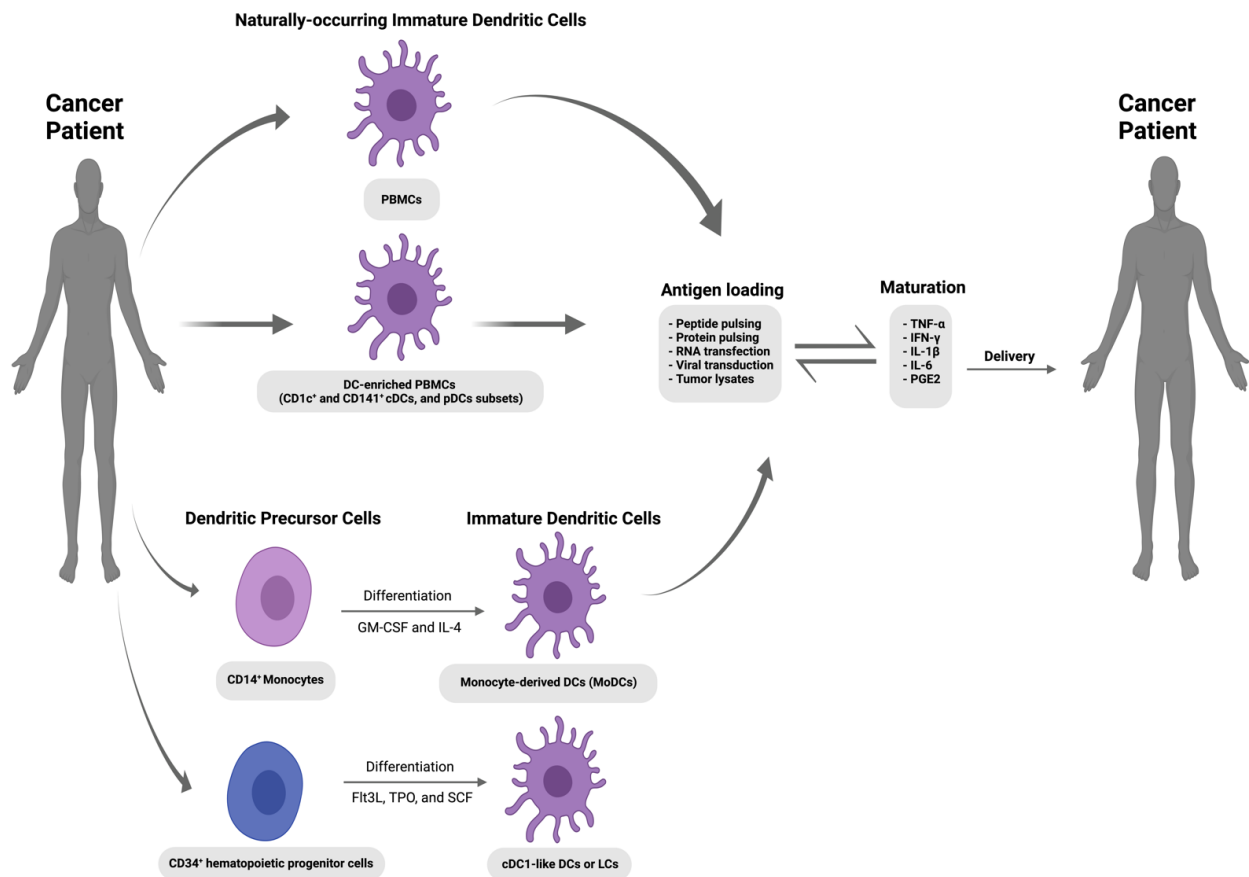 Naturally-occurring Immature Dendritic Cells
Cancer
Patient
PBMCs
DC-enriched PBMCs
(CD1c⁺ and CD141⁺ cDCs, and pDCs subsets)
Antigen loading
- Peptide pulsing
- Protein pulsing
- RNA transfection
- Viral transduction
- Tumor lysates
Maturation
- TNF-α
- IFN-γ
- IL-1β
- IL-6
- PGE2
Delivery
Cancer
Patient
Dendritic Precursor Cells
Immature Dendritic Cells
Differentiation
GM-CSF and IL-4
CD14⁺ Monocytes
Monocyte-derived DCs (MoDCs)
Differentiation
Flt3L, TPO, and SCF
CD34⁺ hematopoietic progenitor cells
cDC1-like DCs or LCs